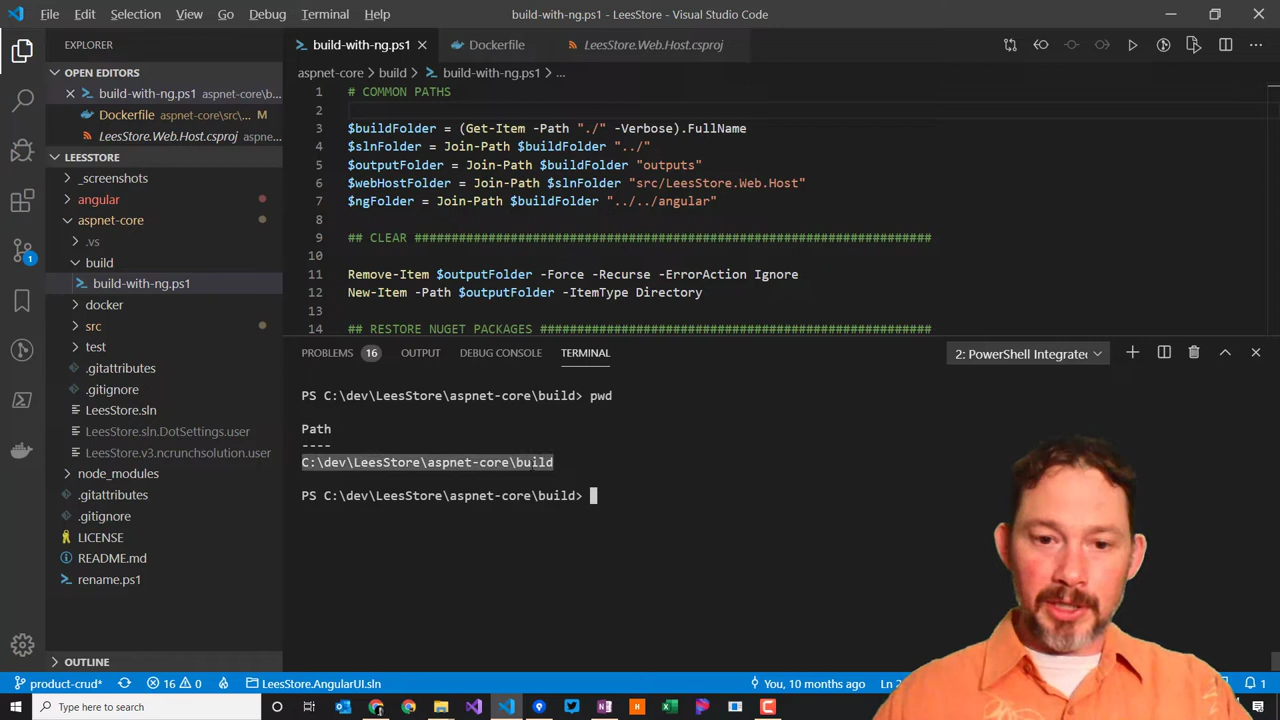 File Edit Selection View Go Debug Terminal Help
build-with-ng.ps1 - LeesStore - Visual Studio Code
EXPLORER
OPEN EDITORS
build-with-ng.ps1 aspnet-core\b...
Dockerfile aspnet-core\src\... M
LeesStore.Web.Host.csproj aspne...
LEESSTORE
_screenshots
angular
aspnet-core
.vs
build
build-with-ng.ps1
docker
src
test
.gitattributes
.gitignore
LeesStore.sln
LeesStore.sln.DotSettings.user
LeesStore.v3.ncrunchsolution.user
node_modules
.gitattributes
.gitignore
LICENSE
README.md
rename.ps1
OUTLINE
build-with-ng.ps1 Dockerfile LeesStore.Web.Host.csproj
aspnet-core > build > build-with-ng.ps1 > ...
1 # COMMON PATHS
2
3 $buildFolder = (Get-Item -Path "./" -Verbose).FullName
4 $slnFolder = Join-Path $buildFolder "../"
5 $outputFolder = Join-Path $buildFolder "outputs"
6 $webHostFolder = Join-Path $slnFolder "src/LeesStore.Web.Host"
7 $ngFolder = Join-Path $buildFolder "../../angular"
8
9 ## CLEAR ######################################################################
10
11 Remove-Item $outputFolder -Force -Recurse -ErrorAction Ignore
12 New-Item -Path $outputFolder -ItemType Directory
13
14 ## RESTORE NUGET PACKAGES #####################################################
PROBLEMS 16 OUTPUT DEBUG CONSOLE TERMINAL 2: PowerShell Integrate
PS C:\dev\LeesStore\aspnet-core\build> pwd
Path
----
C:\dev\LeesStore\aspnet-core\build
PS C:\dev\LeesStore\aspnet-core\build>
product-crud* 16 0 LeesStore.AngularUI.sln You, 10 months ago Ln 2 1
Type here to search